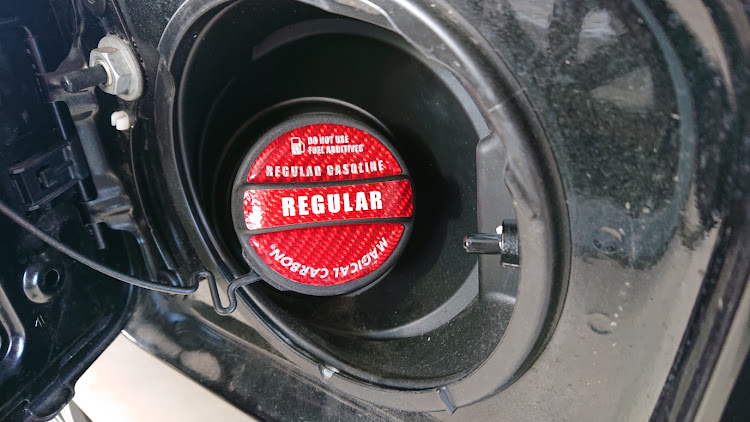 DO NOT USE
FUEL ADDITIVES
REGULAR GASOLINE
REGULAR
MAGICAL CARBON®